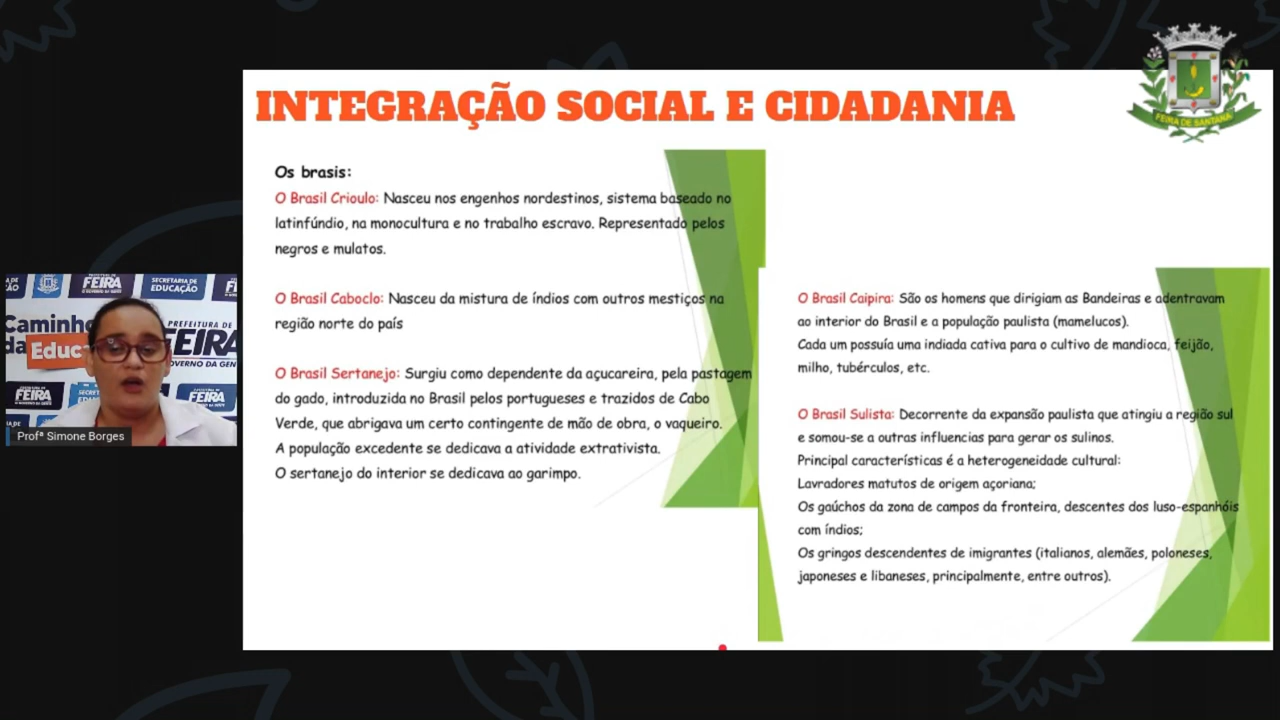 INTEGRAÇÃO SOCIAL E CIDADANIA
FEIRA DE SANTANA
Os brasis:
O Brasil Crioulo: Nasceu nos engenhos nordestinos, sistema baseado no
latinfúndio, na monocultura e no trabalho escravo. Representado pelos
negros e mulatos.
O Brasil Caboclo: Nasceu da mistura de índios com outros mestiços na
região norte do país
O Brasil Sertanejo: Surgiu como dependente da açucareira, pela pastagem
do gado, introduzida no Brasil pelos portugueses e trazidos de Cabo
Verde, que abrigava um certo contingente de mão de obra, o vaqueiro.
A população excedente se dedicava a atividade extrativista.
O sertanejo do interior se dedicava ao garimpo.
O Brasil Caipira: São os homens que dirigiam as Bandeiras e adentravam
ao interior do Brasil e a população paulista (mamelucos).
Cada um possuía uma indiada cativa para o cultivo de mandioca, feijão,
milho, tubérculos, etc.
O Brasil Sulista: Decorrente da expansão paulista que atingiu a região sul
e somou-se a outras influencias para gerar os sulinos.
Principal características é a heterogeneidade cultural:
Lavradores matutos de origem açoriana;
Os gaúchos da zona de campos da fronteira, descentes dos luso-espanhóis
com índios;
Os gringos descendentes de imigrantes (italianos, alemães, poloneses,
japoneses e libaneses, principalmente, entre outros).
FEIRA
SECRETARIA DE
EDUCAÇÃO
Caminho
da Educ
PREFEITURA DE
FEIRA
GOVERNO DA GEN
FEIRA
FEIRA
Profª Simone Borges